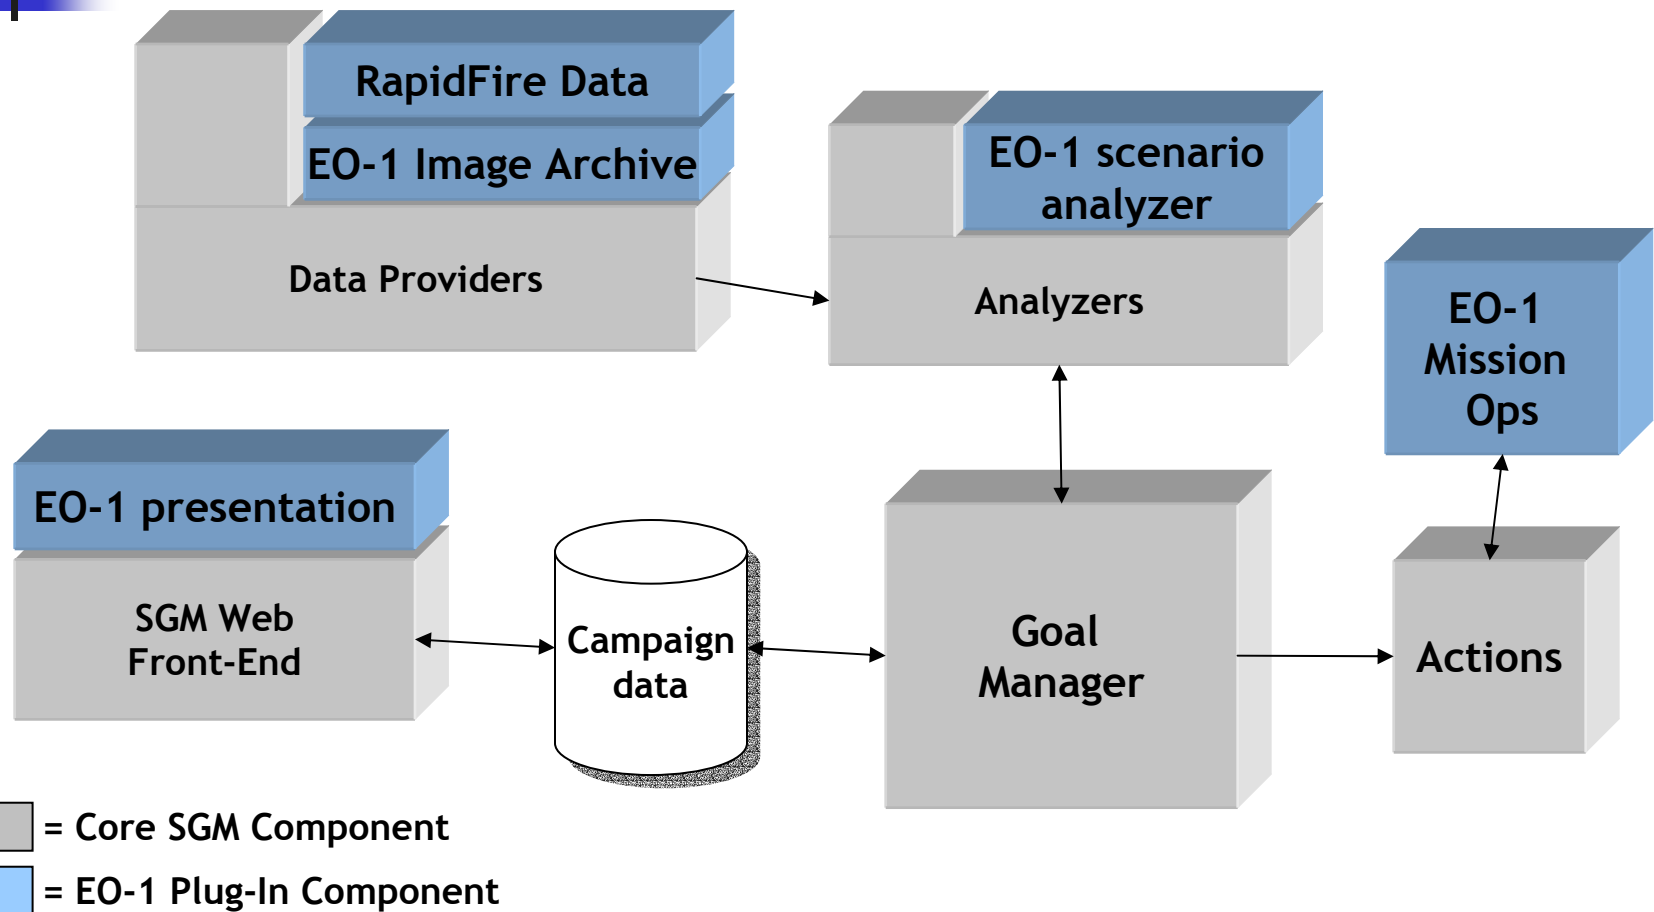 RapidFire Data
EO-1 Image Archive
Data Providers
EO-1 scenario
analyzer
Analyzers
EO-1
Mission
Ops
EO-1 presentation
SGM Web
Front-End
Campaign
data
Goal
Manager
Actions
= Core SGM Component
= EO-1 Plug-In Component